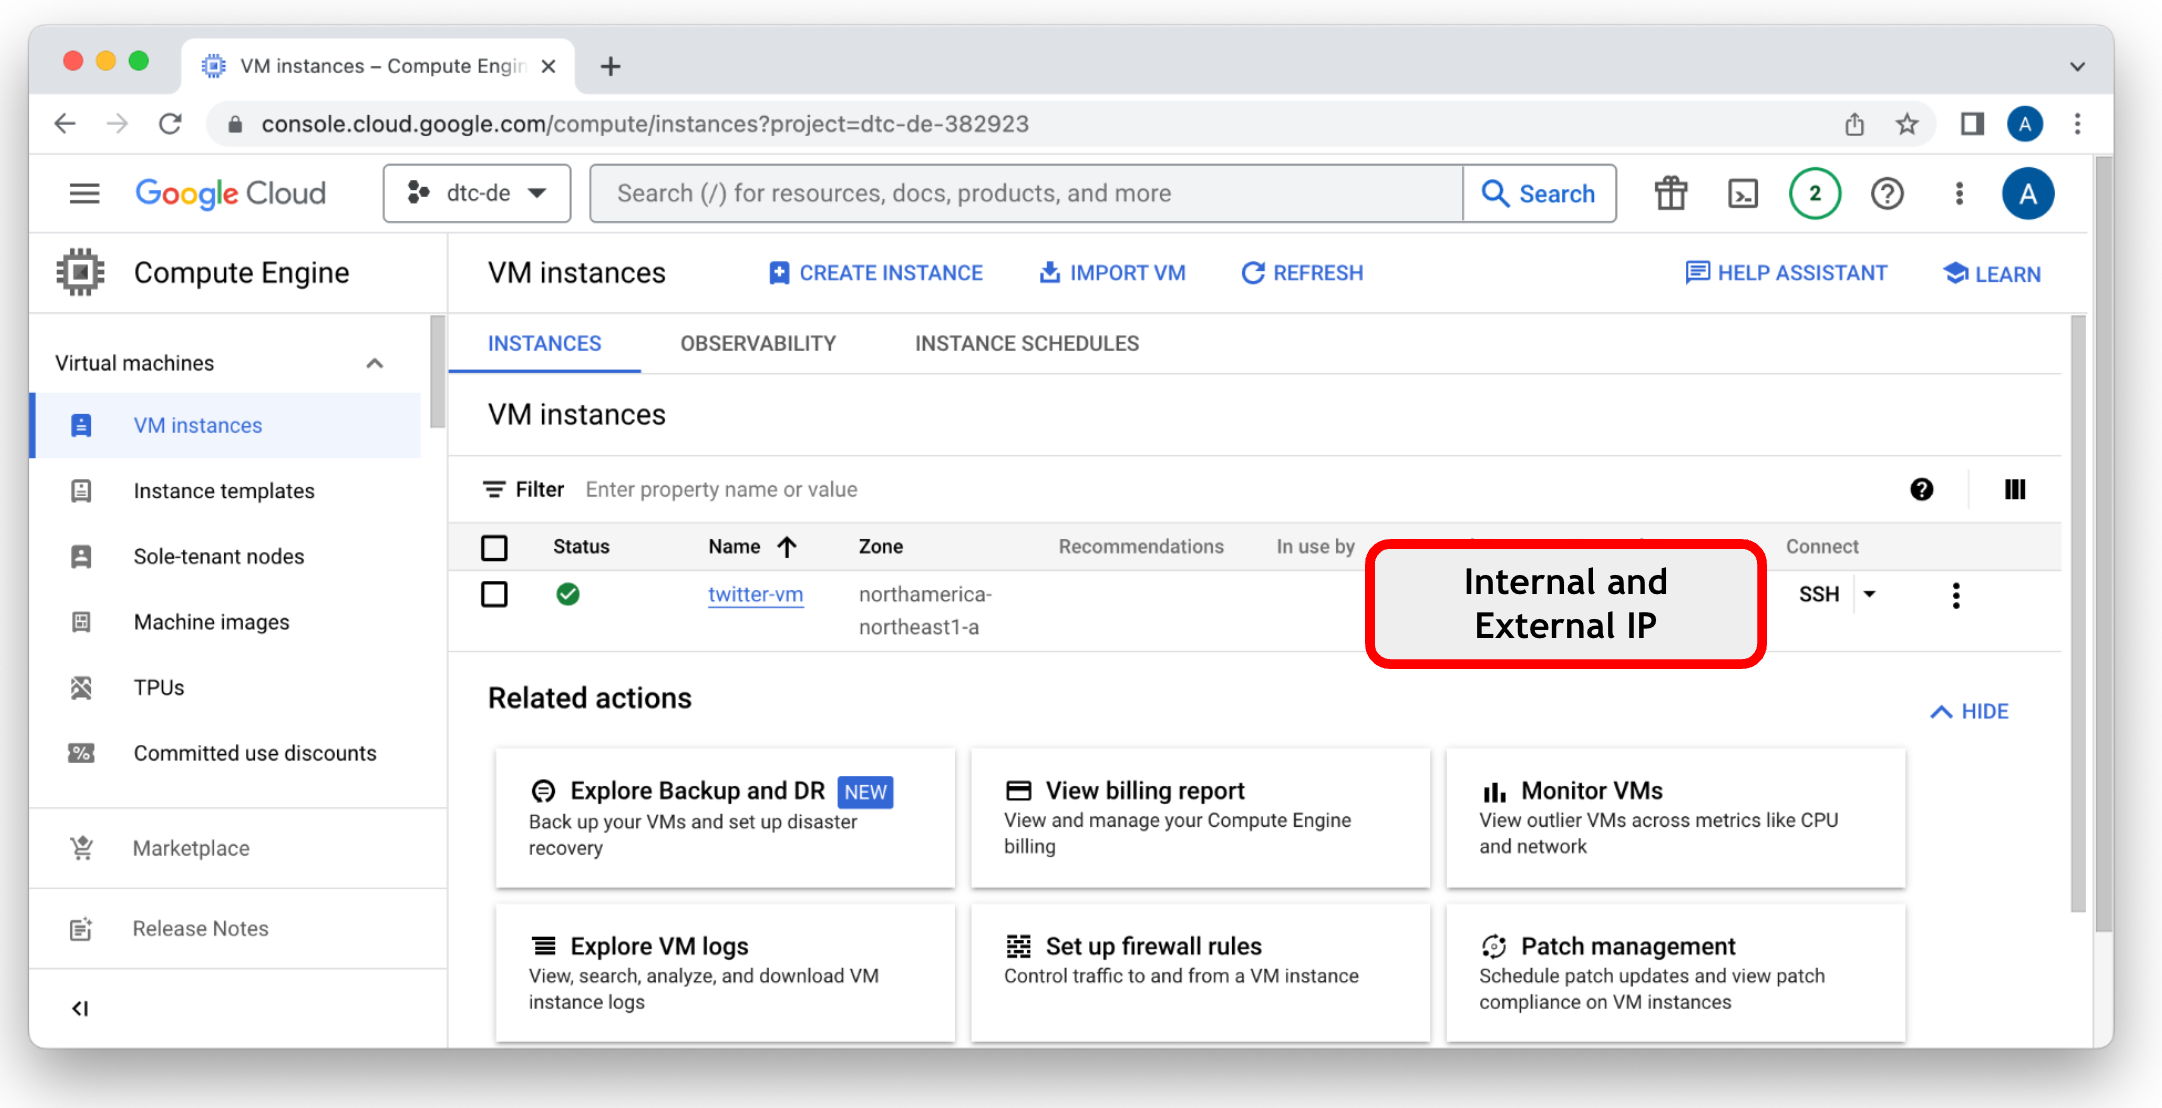 VM instances – Compute Engin
console.cloud.google.com/compute/instances?project=dtc-de-382923
Google Cloud
dtc-de
Search (/) for resources, docs, products, and more
Search
2
A
A
Compute Engine
VM instances
CREATE INSTANCE
IMPORT VM
REFRESH
HELP ASSISTANT
LEARN
Virtual machines
VM instances
Instance templates
Sole-tenant nodes
Machine images
TPUs
Committed use discounts
Marketplace
Release Notes
INSTANCES
OBSERVABILITY
INSTANCE SCHEDULES
VM instances
Filter
Enter property name or value
Status
Name
Zone
Recommendations
In use by
Connect
twitter-vm
northamerica-
northeast1-a
Internal and
External IP
SSH
Related actions
HIDE
Explore Backup and DR
NEW
Back up your VMs and set up disaster
recovery
View billing report
View and manage your Compute Engine
billing
Monitor VMs
View outlier VMs across metrics like CPU
and network
Explore VM logs
View, search, analyze, and download VM
instance logs
Set up firewall rules
Control traffic to and from a VM instance
Patch management
Schedule patch updates and view patch
compliance on VM instances